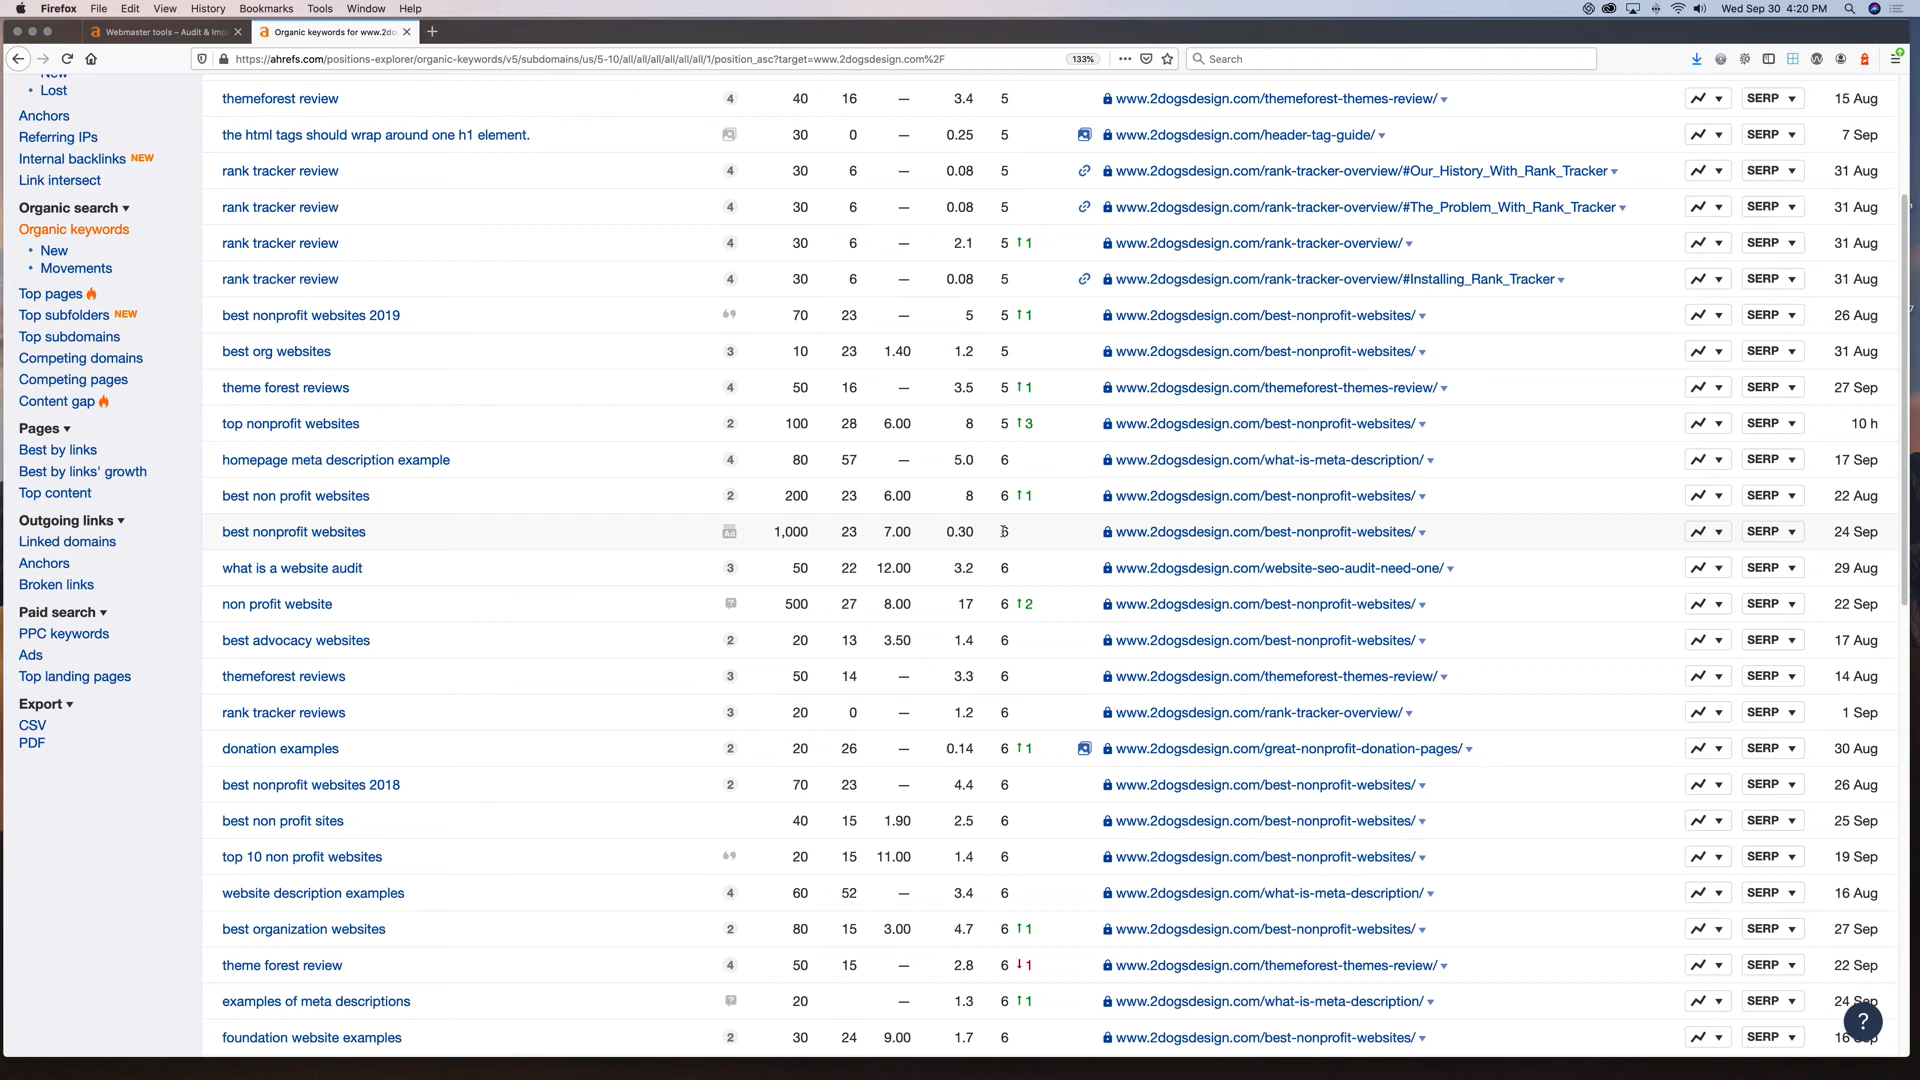 Firefox File Edit View History Bookmarks Tools Window Help Wed Sep 30 4:20 PM
Webmaster tools – Audit & Imp
Organic keywords for www.2do
https://ahrefs.com/positions-explorer/organic-keywords/v5/subdomains/us/5-10/all/all/all/all/all/all/1/position_asc?target=www.2dogsdesign.com%2F 133% Search
New
Lost
Anchors
Referring IPs
Internal backlinks NEW
Link intersect
Organic search
Organic keywords
New
Movements
Top pages
Top subfolders NEW
Top subdomains
Competing domains
Competing pages
Content gap
Pages
Best by links
Best by links' growth
Top content
Outgoing links
Linked domains
Anchors
Broken links
Paid search
PPC keywords
Ads
Top landing pages
Export
CSV
PDF
themeforest review 4 40 16 — 3.4 5 www.2dogsdesign.com/themeforest-themes-review/ SERP 15 Aug
the html tags should wrap around one h1 element. 30 0 — 0.25 5 www.2dogsdesign.com/header-tag-guide/ SERP 7 Sep
rank tracker review 4 30 6 — 0.08 5 www.2dogsdesign.com/rank-tracker-overview/#Our_History_With_Rank_Tracker SERP 31 Aug
rank tracker review 4 30 6 — 0.08 5 www.2dogsdesign.com/rank-tracker-overview/#The_Problem_With_Rank_Tracker SERP 31 Aug
rank tracker review 4 30 6 — 2.1 5 ↑1 www.2dogsdesign.com/rank-tracker-overview/ SERP 31 Aug
rank tracker review 4 30 6 — 0.08 5 www.2dogsdesign.com/rank-tracker-overview/#Installing_Rank_Tracker SERP 31 Aug
best nonprofit websites 2019 70 23 — 5 5 ↑1 www.2dogsdesign.com/best-nonprofit-websites/ SERP 26 Aug
best org websites 3 10 23 1.40 1.2 5 www.2dogsdesign.com/best-nonprofit-websites/ SERP 31 Aug
theme forest reviews 4 50 16 — 3.5 5 ↑1 www.2dogsdesign.com/themeforest-themes-review/ SERP 27 Sep
top nonprofit websites 2 100 28 6.00 8 5 ↑3 www.2dogsdesign.com/best-nonprofit-websites/ SERP 10 h
homepage meta description example 4 80 57 — 5.0 6 www.2dogsdesign.com/what-is-meta-description/ SERP 17 Sep
best non profit websites 2 200 23 6.00 8 6 ↑1 www.2dogsdesign.com/best-nonprofit-websites/ SERP 22 Aug
best nonprofit websites Ad 1,000 23 7.00 0.30 6 www.2dogsdesign.com/best-nonprofit-websites/ SERP 24 Sep
what is a website audit 3 50 22 12.00 3.2 6 www.2dogsdesign.com/website-seo-audit-need-one/ SERP 29 Aug
non profit website ? 500 27 8.00 17 6 ↑2 www.2dogsdesign.com/best-nonprofit-websites/ SERP 22 Sep
best advocacy websites 2 20 13 3.50 1.4 6 www.2dogsdesign.com/best-nonprofit-websites/ SERP 17 Aug
themeforest reviews 3 50 14 — 3.3 6 www.2dogsdesign.com/themeforest-themes-review/ SERP 14 Aug
rank tracker reviews 3 20 0 — 1.2 6 www.2dogsdesign.com/rank-tracker-overview/ SERP 1 Sep
donation examples 2 20 26 — 0.14 6 ↑1 www.2dogsdesign.com/great-nonprofit-donation-pages/ SERP 30 Aug
best nonprofit websites 2018 2 70 23 — 4.4 6 www.2dogsdesign.com/best-nonprofit-websites/ SERP 26 Aug
best non profit sites 40 15 1.90 2.5 6 www.2dogsdesign.com/best-nonprofit-websites/ SERP 25 Sep
top 10 non profit websites 20 15 11.00 1.4 6 www.2dogsdesign.com/best-nonprofit-websites/ SERP 19 Sep
website description examples 4 60 52 — 3.4 6 www.2dogsdesign.com/what-is-meta-description/ SERP 16 Aug
best organization websites 2 80 15 3.00 4.7 6 ↑1 www.2dogsdesign.com/best-nonprofit-websites/ SERP 27 Sep
theme forest review 4 50 15 — 2.8 6 ↓1 www.2dogsdesign.com/themeforest-themes-review/ SERP 22 Sep
examples of meta descriptions ? 20 — 1.3 6 ↑1 www.2dogsdesign.com/what-is-meta-description/ SERP 24 Sep
foundation website examples 2 30 24 9.00 1.7 6 www.2dogsdesign.com/best-nonprofit-websites/ SERP 16 Sep
?